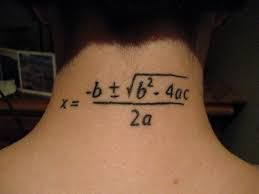 x = -b ± √b² - 4ac
2a